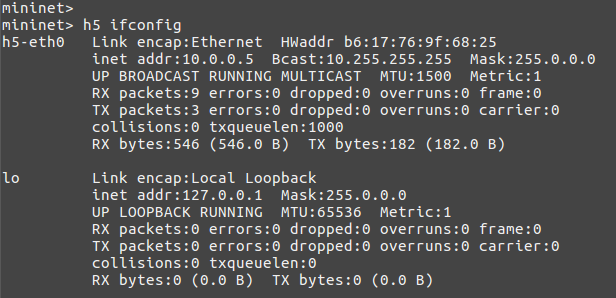 mininet>
mininet> h5 ifconfig
h5-eth0   Link encap:Ethernet  HWaddr b6:17:76:9f:68:25
          inet addr:10.0.0.5  Bcast:10.255.255.255  Mask:255.0.0.0
          UP BROADCAST RUNNING MULTICAST  MTU:1500  Metric:1
          RX packets:9 errors:0 dropped:0 overruns:0 frame:0
          TX packets:3 errors:0 dropped:0 overruns:0 carrier:0
          collisions:0 txqueuelen:1000
          RX bytes:546 (546.0 B)  TX bytes:182 (182.0 B)
lo        Link encap:Local Loopback
          inet addr:127.0.0.1  Mask:255.0.0.0
          UP LOOPBACK RUNNING  MTU:65536  Metric:1
          RX packets:0 errors:0 dropped:0 overruns:0 frame:0
          TX packets:0 errors:0 dropped:0 overruns:0 carrier:0
          collisions:0 txqueuelen:0
          RX bytes:0 (0.0 B)  TX bytes:0 (0.0 B)